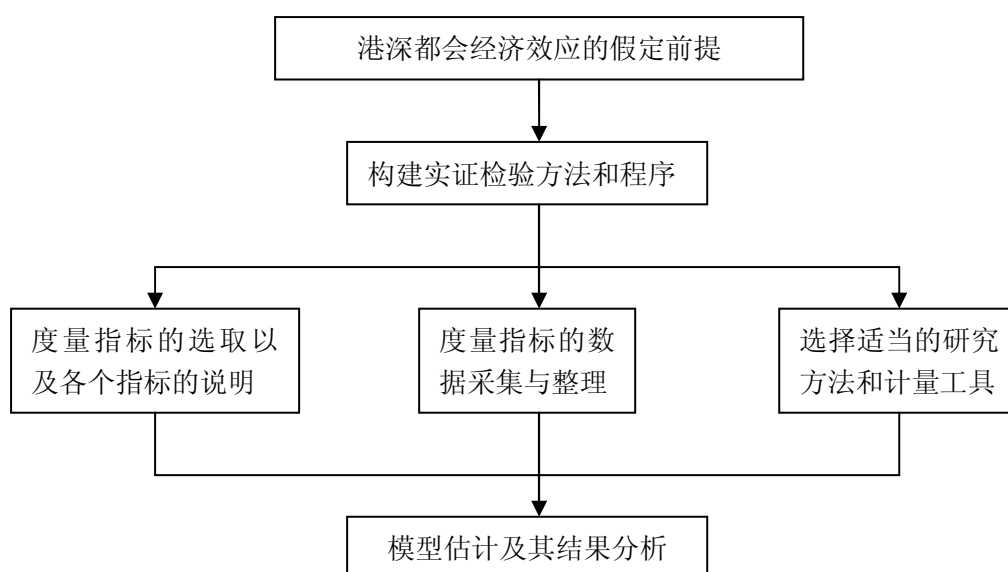 港深都会经济效应的假定前提
构建实证检验方法和程序
度量指标的选取以
及各个指标的说明
度量指标的数
据采集与整理
选择适当的研究
方法和计量工具
模型估计及其结果分析